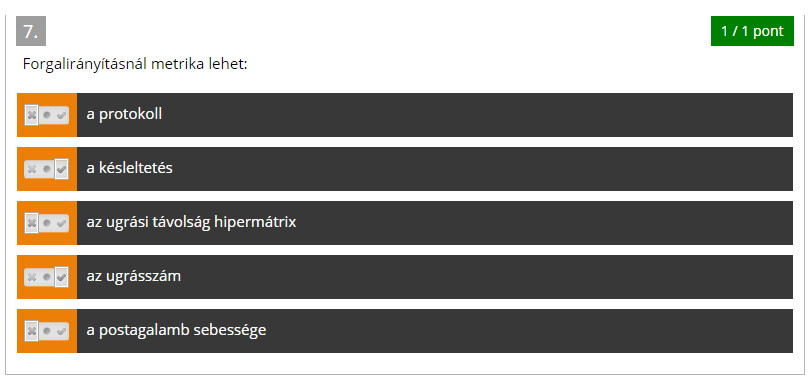 7.
1 / 1 pont
Forgalirányításnál metrika lehet:
a protokoll
a késleltetés
az ugrási távolság hipermátrix
az ugrásszám
a postagalamb sebessége